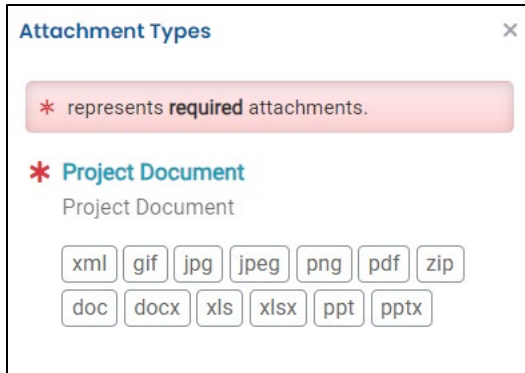 Attachment Types ×
* represents required attachments.
* Project Document
Project Document
xml gif jpg jpeg png pdf zip
doc docx xls xlsx ppt pptx